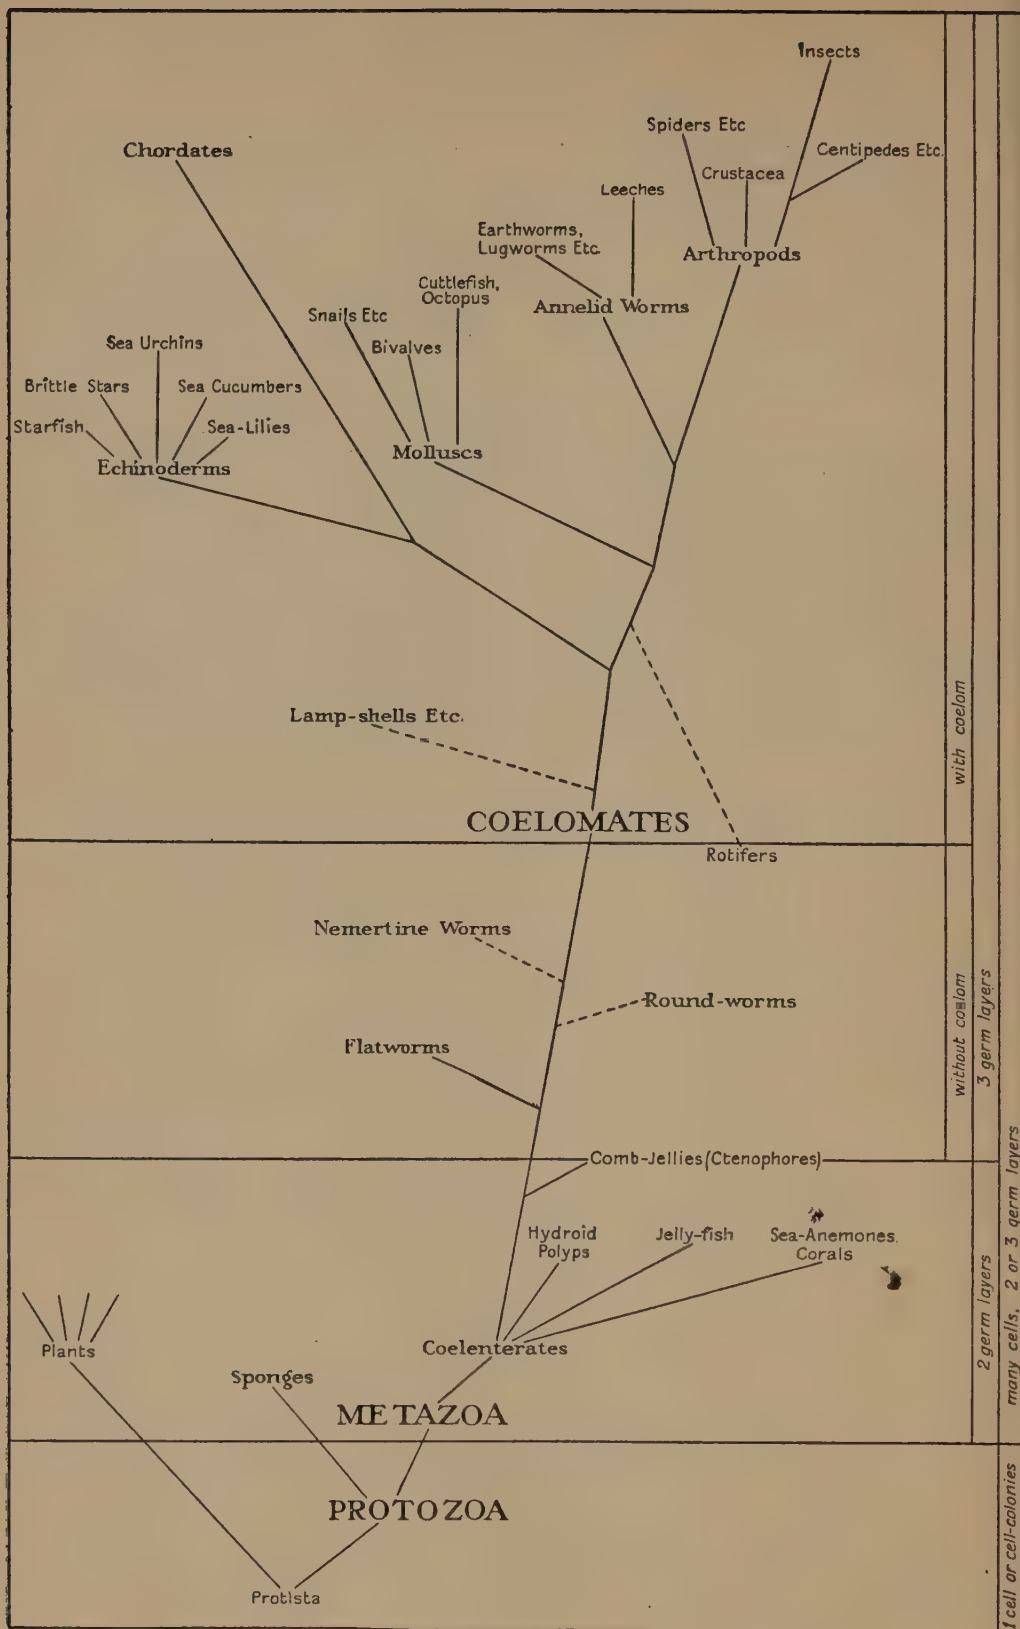 Insects
Spiders Etc
Centipedes Etc.
Chordates
Crustacea
Leeches
Earthworms,
Lugworms Etc.
Arthropods
Cuttlefish,
Octopus
Annelid Worms
Snails Etc
Sea Urchins
Bivalves
Brittle Stars
Sea Cucumbers
Starfish
Sea-Lilies
Molluscs
Echinoderms
Lamp-shells Etc.
with coelom
COELOMATES
Rotifers
Nemertine Worms
Round-worms
Flatworms
without coelom
3 germ layers
Comb-Jellies (Ctenophores)
Hydroid
Polyps
Jelly-fish
Sea-Anemones.
Corals
Plants
Coelenterates
Sponges
2 germ layers
many cells, 2 or 3 germ layers
METAZOA
PROTOZOA
Protista
1 cell or cell-colonies